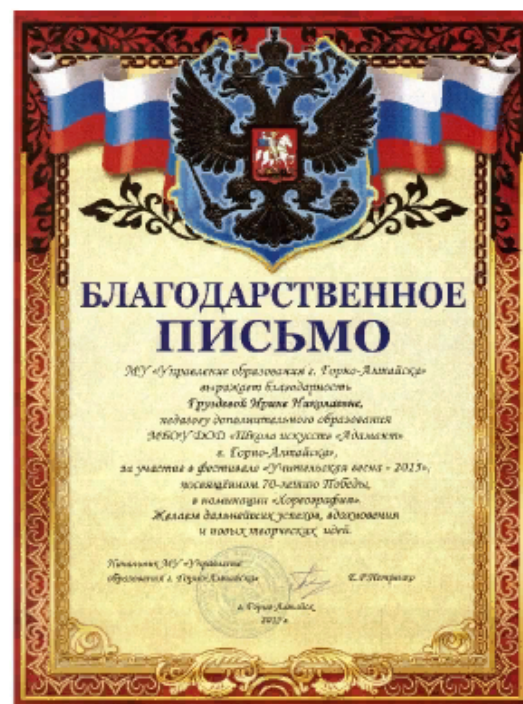 БЛАГОДАРСТВЕННОЕ
ПИСЬМО
МУ «Управление образования г. Горно-Алтайска»
выражает благодарность
Груздевой Ирине Николаевне,
педагогу дополнительного образования
МБОУ ДОД «Школа искусств «Адамант»
г. Горно-Алтайска»,
за участие в фестивале «Учительская весна - 2015»,
посвящённом 70-летию Победы,
в номинации «Хореография».
Желаем дальнейших успехов, вдохновения
и новых творческих идей.
Начальник МУ «Управление
образования г. Горно-Алтайска»
г. Горно-Алтайск
2015 г.